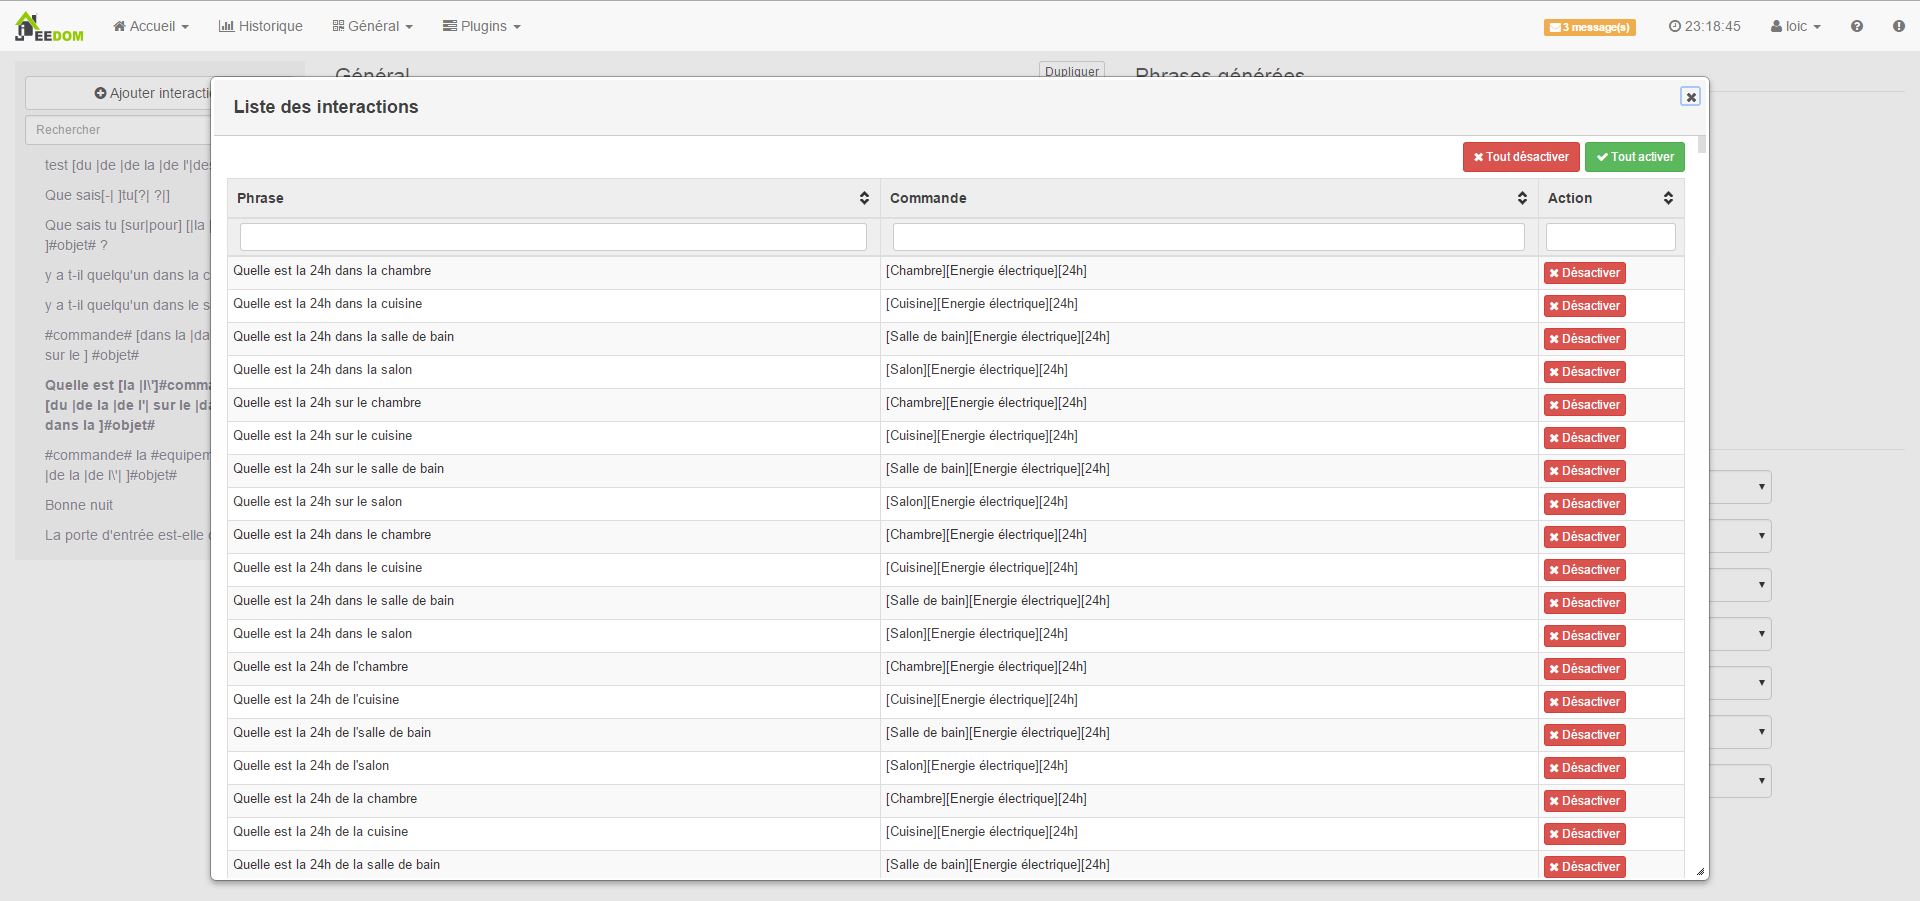 JEEDOM
Accueil
Historique
Général
Plugins
3 message(s)
23:18:45
loic
Général
Dupliquer
Phrases générées
Ajouter interacti
Rechercher
test [du |de |de la |de l'|des
Que sais[-| ]tu[?| ?|]
Que sais tu [sur|pour] [|la |
]#objet# ?
y a t-il quelqu'un dans la c
y a t-il quelqu'un dans le s
#commande# [dans la |da
sur le ] #objet#
Quelle est [la |l\']#comma
[du |de la |de l'| sur le |da
dans la ]#objet#
#commande# la #equipem
|de la |de l\'| ]#objet#
Bonne nuit
La porte d'entrée est-elle
Liste des interactions
Tout désactiver
Tout activer
Phrase Commande Action
Quelle est la 24h dans la chambre [Chambre][Energie électrique][24h] Désactiver
Quelle est la 24h dans la cuisine [Cuisine][Energie électrique][24h] Désactiver
Quelle est la 24h dans la salle de bain [Salle de bain][Energie électrique][24h] Désactiver
Quelle est la 24h dans la salon [Salon][Energie électrique][24h] Désactiver
Quelle est la 24h sur le chambre [Chambre][Energie électrique][24h] Désactiver
Quelle est la 24h sur le cuisine [Cuisine][Energie électrique][24h] Désactiver
Quelle est la 24h sur le salle de bain [Salle de bain][Energie électrique][24h] Désactiver
Quelle est la 24h sur le salon [Salon][Energie électrique][24h] Désactiver
Quelle est la 24h dans le chambre [Chambre][Energie électrique][24h] Désactiver
Quelle est la 24h dans le cuisine [Cuisine][Energie électrique][24h] Désactiver
Quelle est la 24h dans le salle de bain [Salle de bain][Energie électrique][24h] Désactiver
Quelle est la 24h dans le salon [Salon][Energie électrique][24h] Désactiver
Quelle est la 24h de l'chambre [Chambre][Energie électrique][24h] Désactiver
Quelle est la 24h de l'cuisine [Cuisine][Energie électrique][24h] Désactiver
Quelle est la 24h de l'salle de bain [Salle de bain][Energie électrique][24h] Désactiver
Quelle est la 24h de l'salon [Salon][Energie électrique][24h] Désactiver
Quelle est la 24h de la chambre [Chambre][Energie électrique][24h] Désactiver
Quelle est la 24h de la cuisine [Cuisine][Energie électrique][24h] Désactiver
Quelle est la 24h de la salle de bain [Salle de bain][Energie électrique][24h] Désactiver